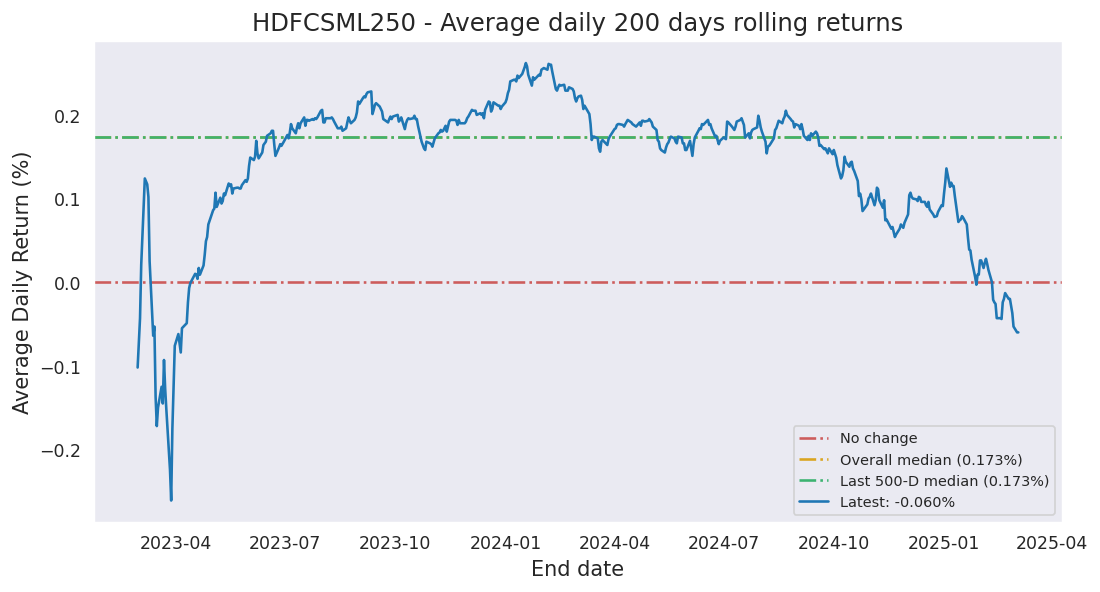 HDFCSML250 - Average daily 200 days rolling returns
Average Daily Return (%)
0.2
0.1
0.0
−0.1
−0.2
No change
Overall median (0.173%)
Last 500-D median (0.173%)
Latest: -0.060%
2023-04 2023-07 2023-10 2024-01 2024-04 2024-07 2024-10 2025-01 2025-04
End date